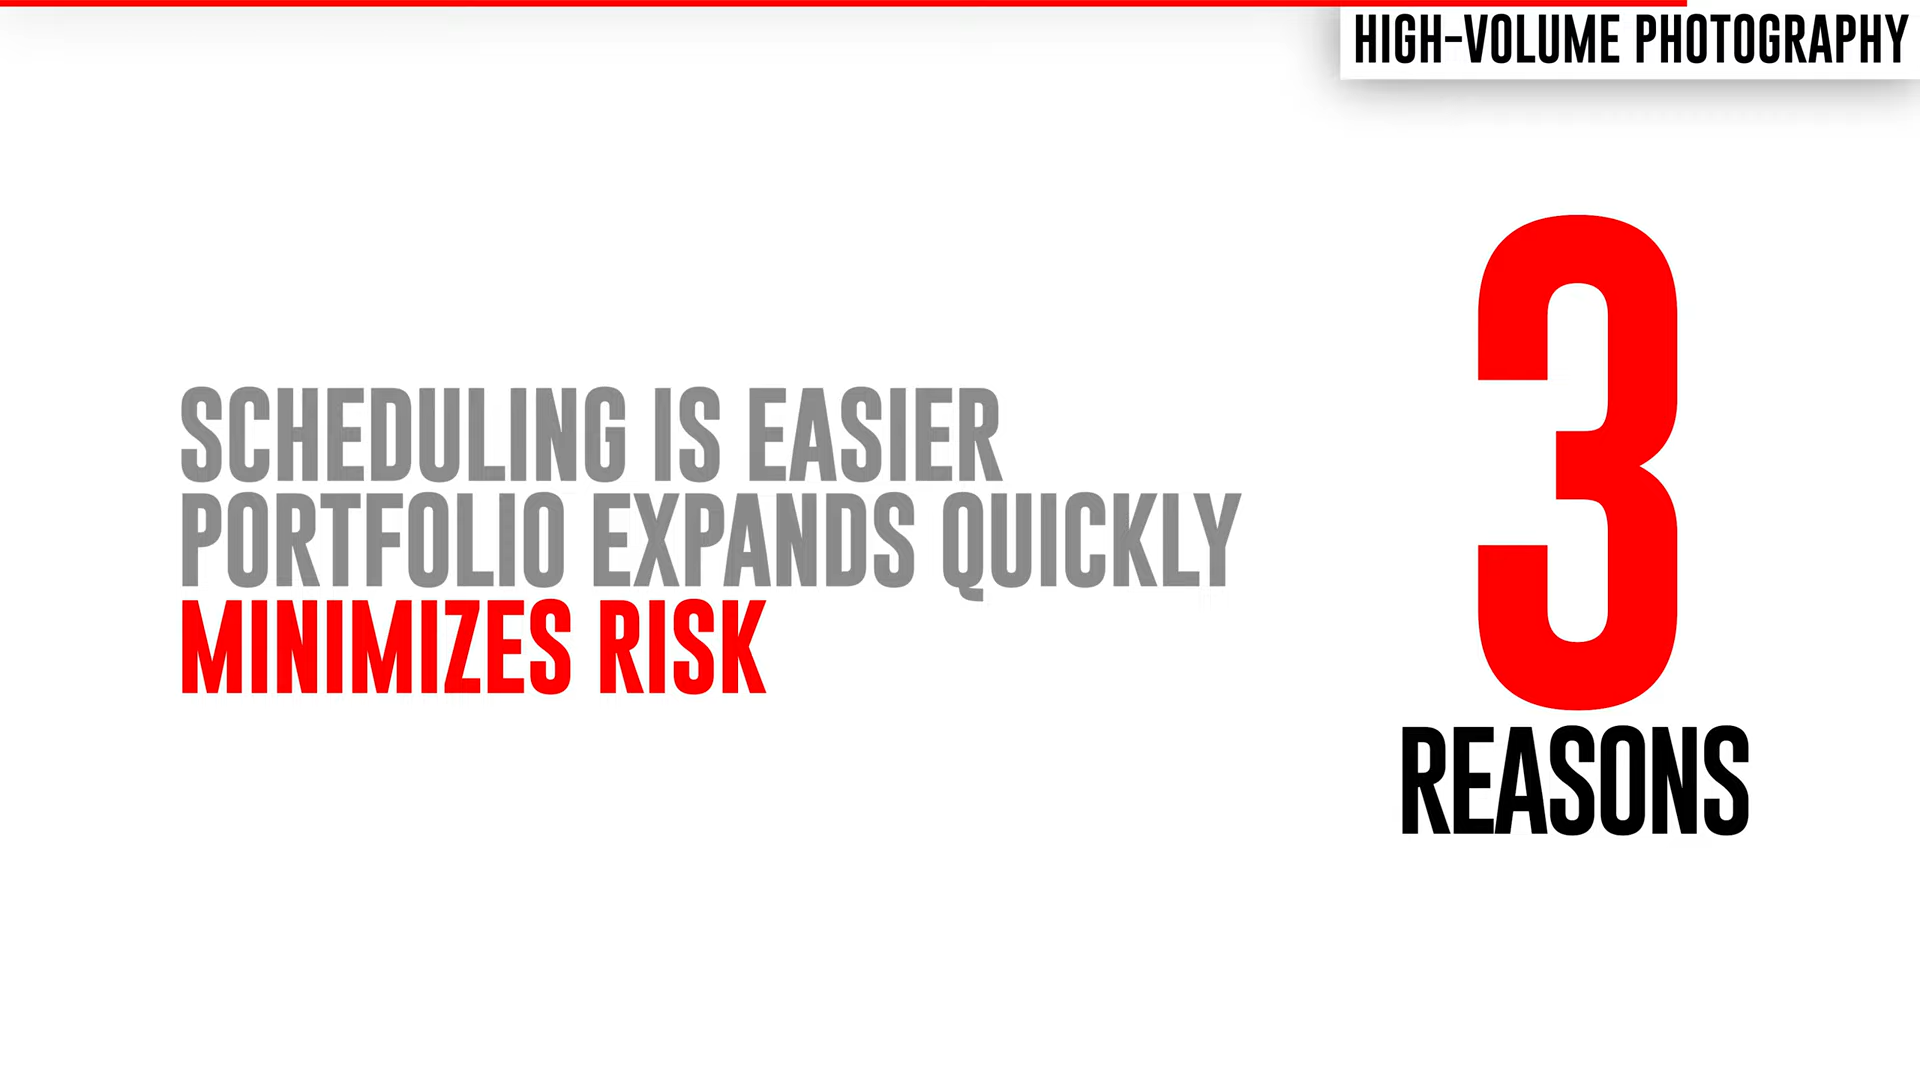 HIGH-VOLUME PHOTOGRAPHY
SCHEDULING IS EASIER
PORTFOLIO EXPANDS QUICKLY
MINIMIZES RISK
3
REASONS